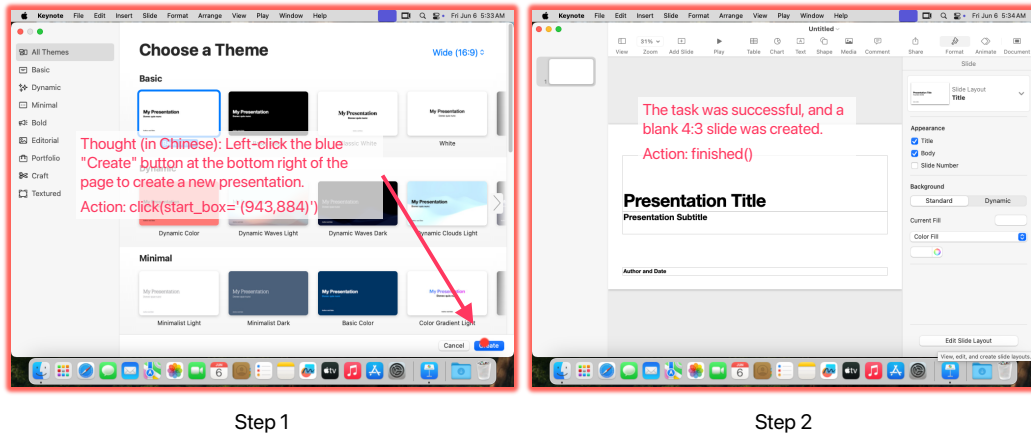 Keynote File Edit Insert Slide Format Arrange View Play Window Help
Fri Jun 6 5:33 AM
All Themes
Basic
Dynamic
Minimal
Bold
Editorial
Portfolio
Craft
Textured
Choose a Theme
Wide (16:9)
Basic
My Presentation
My Presentation
My Presentation
My Presentation
White
Thought (in Chinese): Left-click the blue
"Create" button at the bottom right of the
page to create a new presentation.
Action: click(start_box='(943,884)')
Dynamic
Dynamic Color
Dynamic Waves Light
Dynamic Waves Dark
Dynamic Clouds Light
Minimal
My Presentation
My Presentation
My Presentation
Minimalist Light
Minimalist Dark
Basic Color
Color Gradient Light
Cancel
Create
Step 1
Keynote File Edit Insert Slide Format Arrange View Play Window Help
Fri Jun 6 5:34 AM
Untitled
31%
View Zoom Add Slide Play Table Chart Text Shape Media Comment Share Format Animate Document
1
The task was successful, and a
blank 4:3 slide was created.
Action: finished()
Presentation Title
Presentation Subtitle
Author and Date
Slide
Slide Layout
Title
Appearance
Title
Body
Slide Number
Background
Standard
Dynamic
Current Fill
Color Fill
Edit Slide Layout
View, edit, and create slide layouts.
Step 2